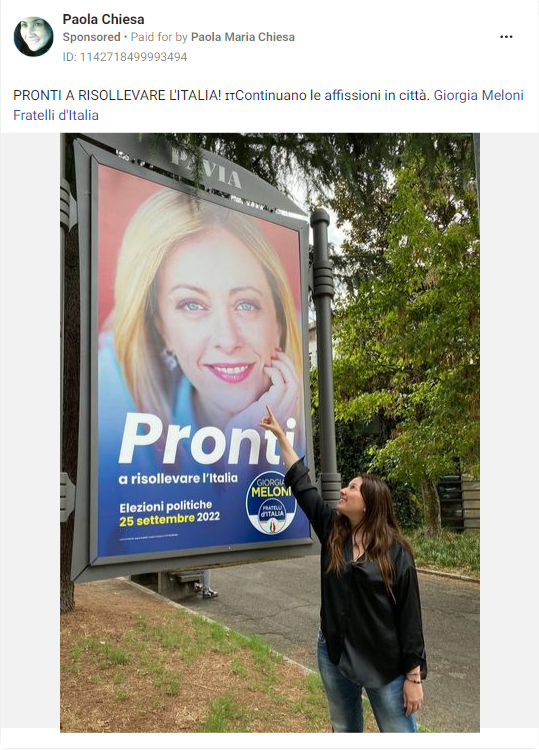 Paola Chiesa
Sponsored • Paid for by Paola Maria Chiesa
ID: 1142718499993494
PRONTI A RISOLLEVARE L'ITALIA! ɪᴛContinuano le affissioni in città. Giorgia Meloni
Fratelli d'Italia
PAVIA
Pronti
a risollevare l'Italia
Elezioni politiche
25 settembre 2022
GIORGIA
MELONI
FRATELLI
d'ITALIA